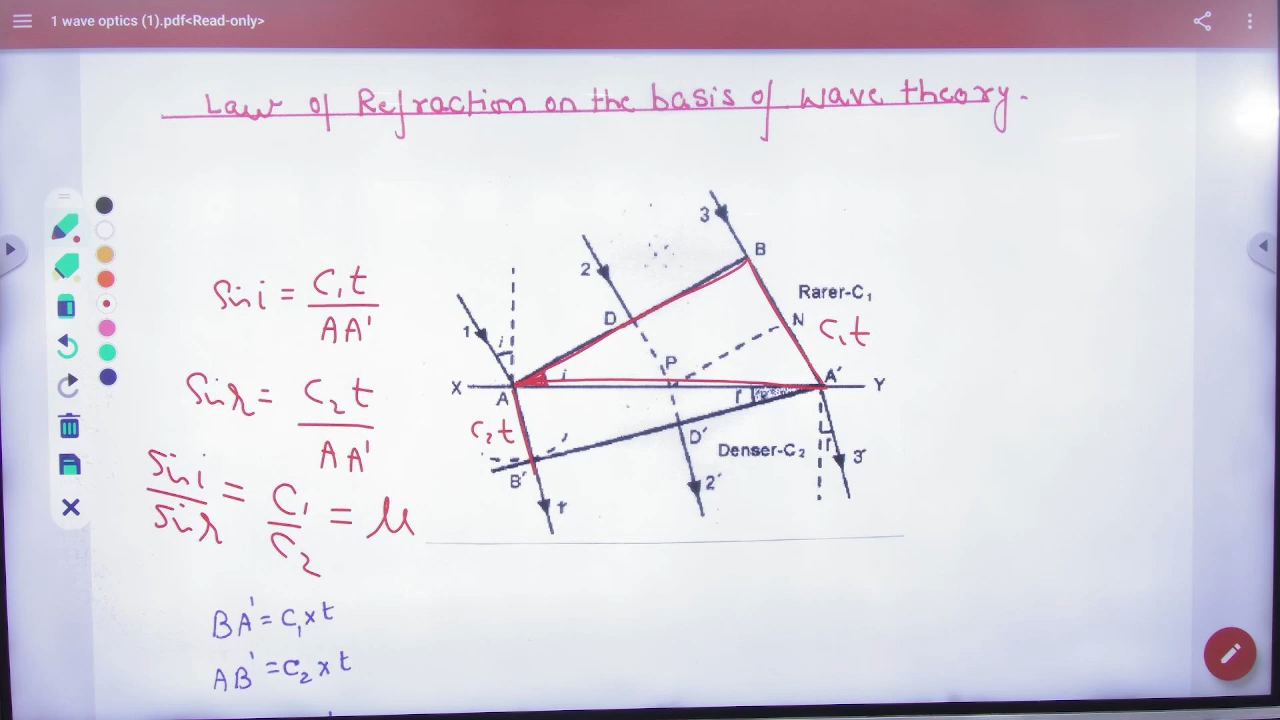 1 wave optics (1).pdf<Read-only>
Law of Refraction on the basis of wave theory.
3
B
2
Rarer-C₁
Sin i = C₁t / AA'
D
N
C₁t
1
i
P
X
A
i
A'
Y
r
Sin r = C₂t / AA'
C₂t
D'
Denser-C₂
r
3'
B'
2'
Sin i / Sin r = C₁ / C₂ = μ
BA' = C₁ x t
AB' = C₂ x t